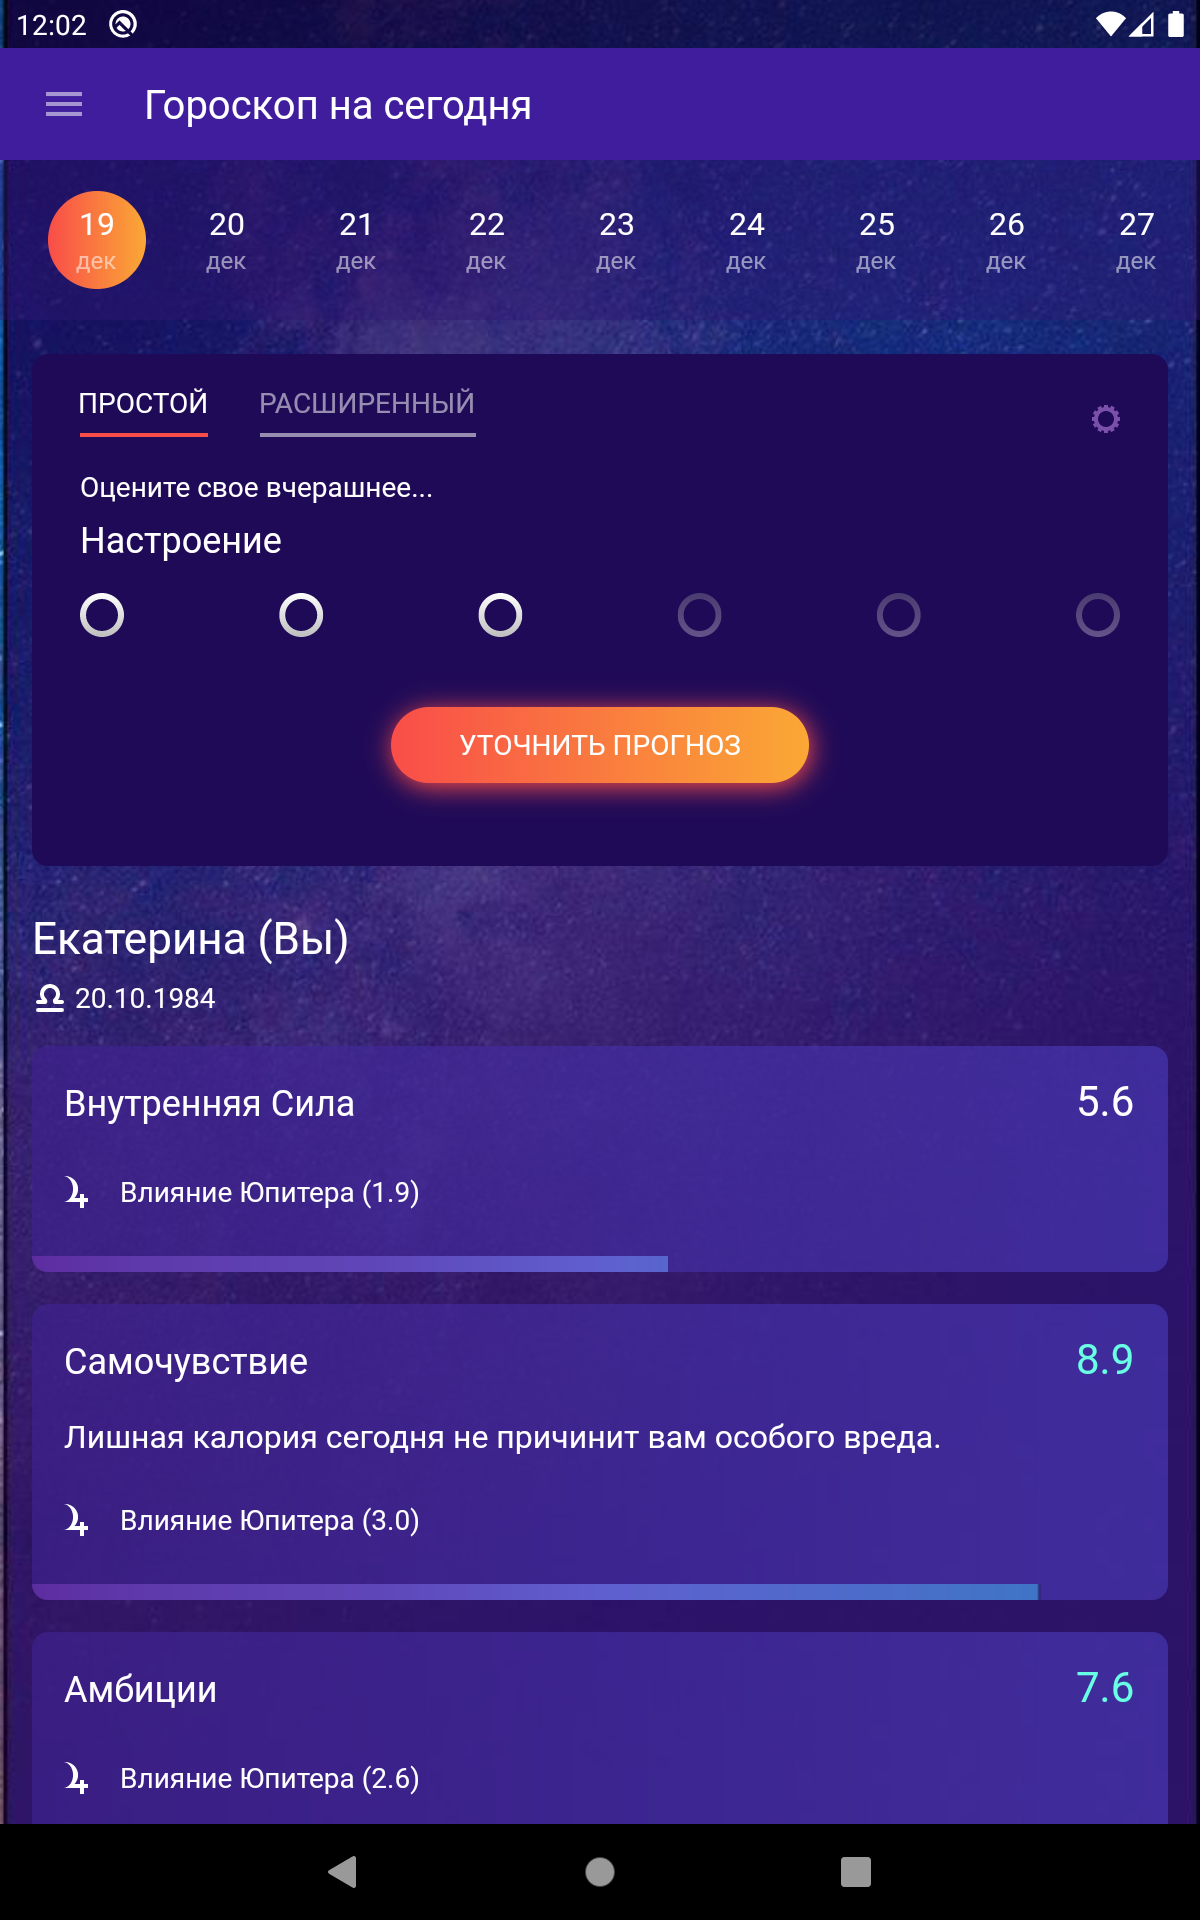 12:02
Гороскоп на сегодня
19 20 21 22 23 24 25 26 27
дек дек дек дек дек дек дек дек дек
ПРОСТОЙ РАСШИРЕННЫЙ
Оцените свое вчерашнее...
Настроение
УТОЧНИТЬ ПРОГНОЗ
Екатерина (Вы)
20.10.1984
Внутренняя Сила 5.6
Влияние Юпитера (1.9)
Самочувствие 8.9
Лишная калория сегодня не причинит вам особого вреда.
Влияние Юпитера (3.0)
Амбиции 7.6
Влияние Юпитера (2.6)